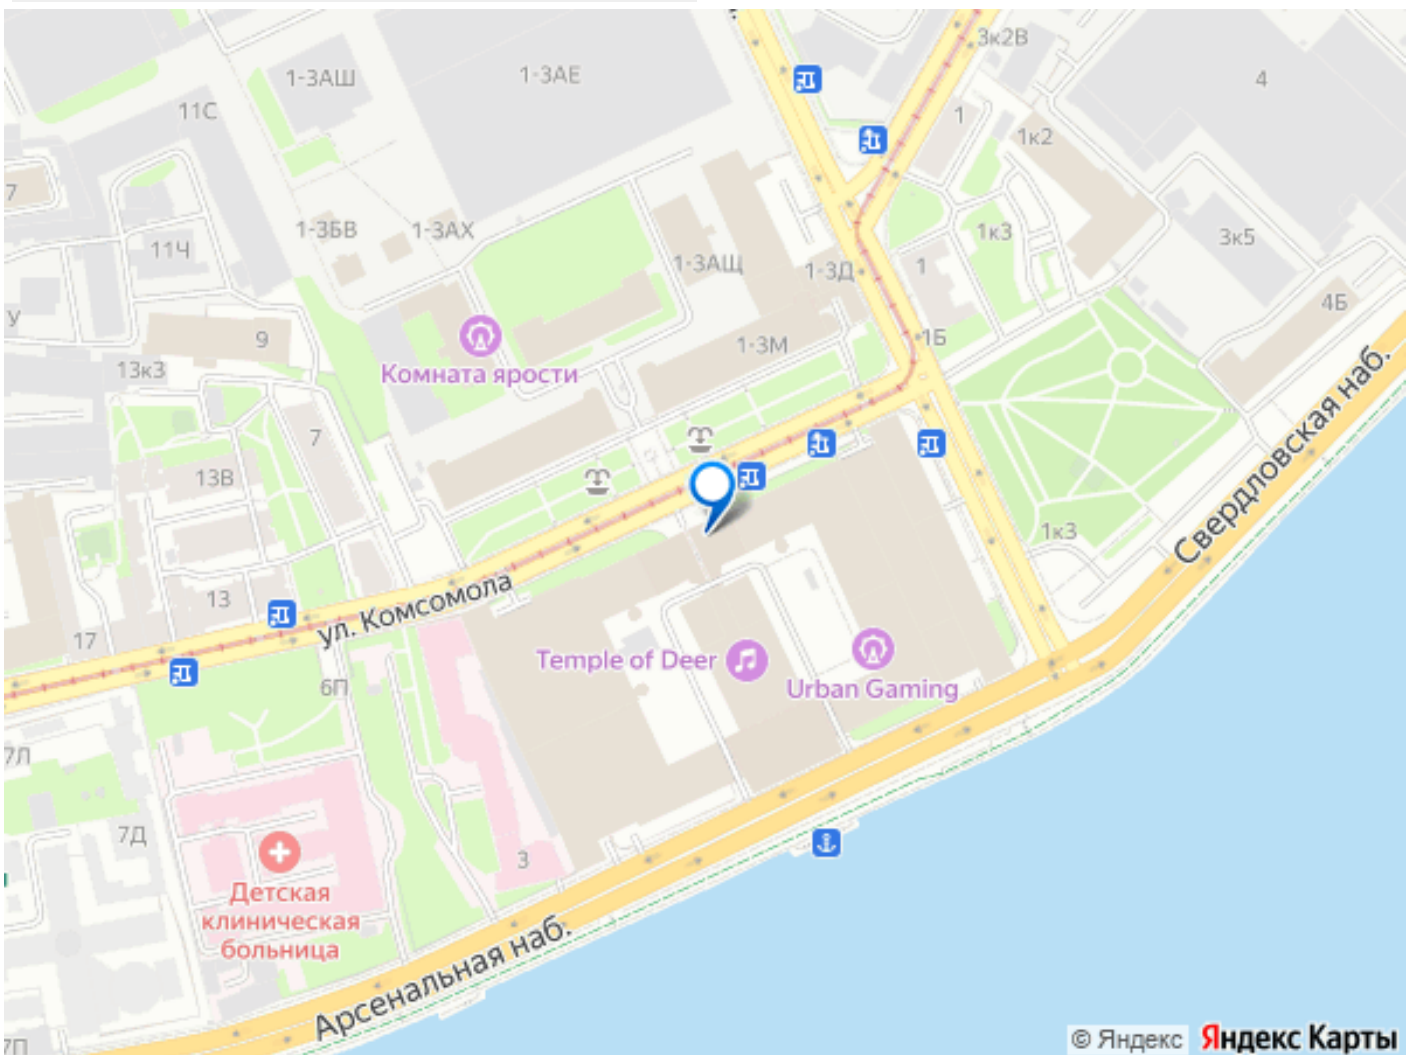 3к2В
1-3АШ
1-3АЕ
4
11С
1
1к2
7
1-3БВ
1-3АХ
1к3
3к5
11Ч
1-3АЩ
1-3Д
1
У
4Б
9
1-3М
1Б
13к3
Комната ярости
7
13В
Свердловская наб.
1к3
13
ул. Комсомола
17
Temple of Deer
6П
Urban Gaming
7Л
7Д
3
Детская
клиническая
больница
Арсенальная наб.
7П
© Яндекс Яндекс Карты